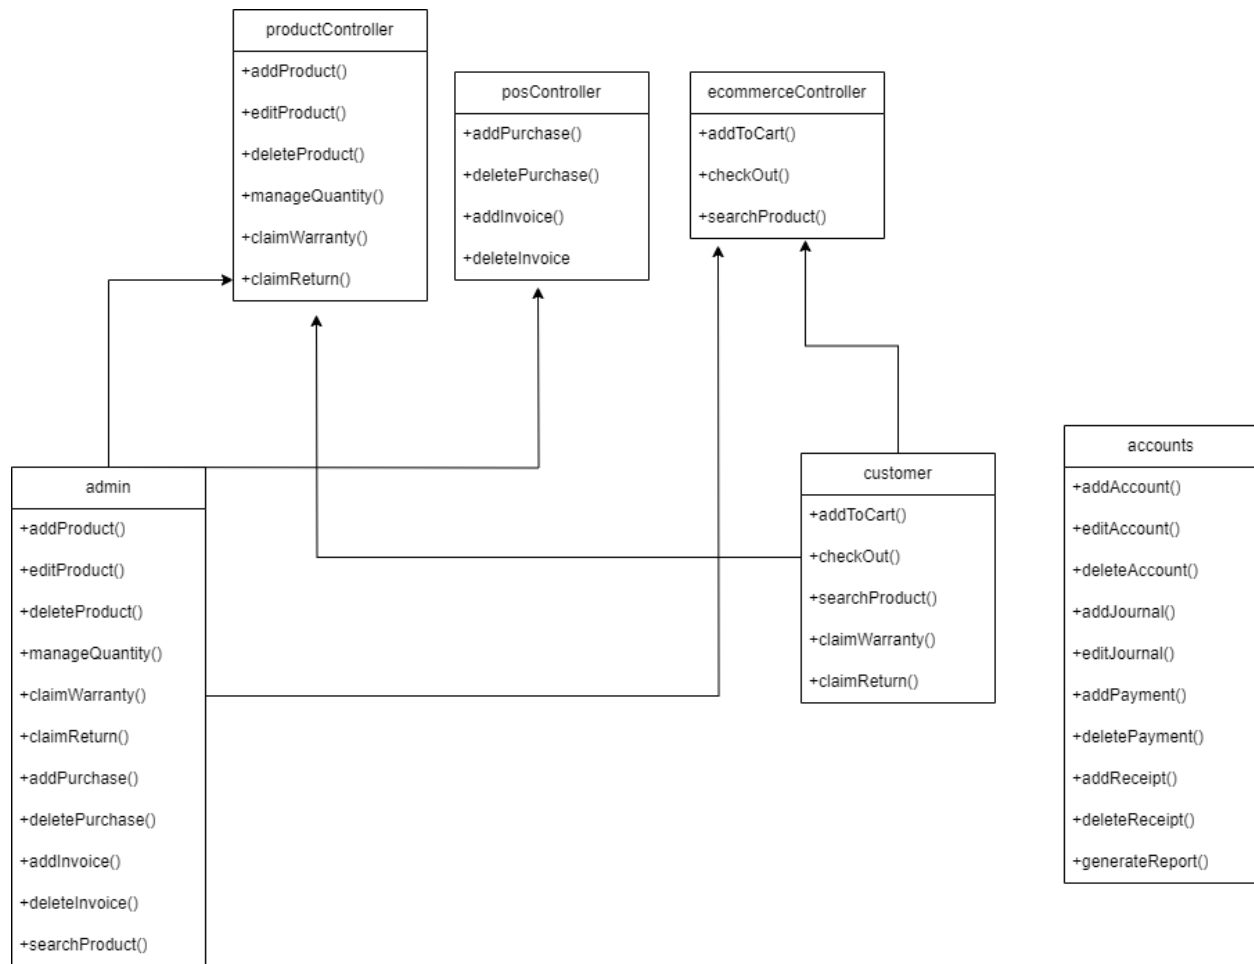 productController
+addProduct()
+editProduct()
+deleteProduct()
+manageQuantity()
+claimWarranty()
+claimReturn()
posController
+addPurchase()
+deletePurchase()
+addInvoice()
+deleteInvoice
ecommerceController
+addToCart()
+checkOut()
+searchProduct()
admin
+addProduct()
+editProduct()
+deleteProduct()
+manageQuantity()
+claimWarranty()
+claimReturn()
+addPurchase()
+deletePurchase()
+addInvoice()
+deleteInvoice()
+searchProduct()
customer
+addToCart()
+checkOut()
+searchProduct()
+claimWarranty()
+claimReturn()
accounts
+addAccount()
+editAccount()
+deleteAccount()
+addJournal()
+editJournal()
+addPayment()
+deletePayment()
+addReceipt()
+deleteReceipt()
+generateReport()